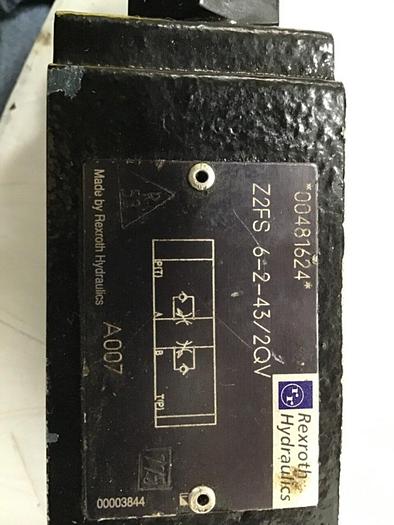 *00481624*
Z2FS 6-2-43/2QV
Rexroth
Hydraulics
P(T)
A
B
T(P)
A007
Made by Rexroth Hydraulics
00003844